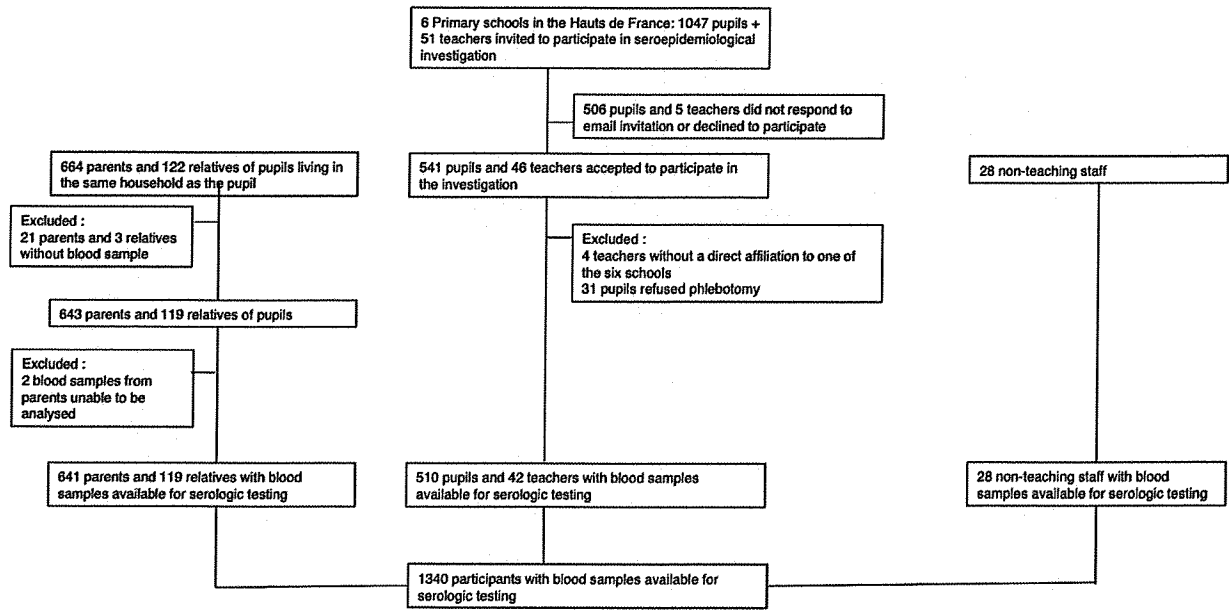 6 Primary schools in the Hauts de France: 1047 pupils +
51 teachers invited to participate in seroepidemiological
investigation
506 pupils and 5 teachers did not respond to
email invitation or declined to participate
664 parents and 122 relatives of pupils living in
the same household as the pupil
541 pupils and 46 teachers accepted to participate in
the investigation
28 non-teaching staff
Excluded :
21 parents and 3 relatives
without blood sample
Excluded :
4 teachers without a direct affiliation to one of
the six schools
31 pupils refused phlebotomy
643 parents and 119 relatives of pupils
Excluded :
2 blood samples from
parents unable to be
analysed
641 parents and 119 relatives with blood
samples available for serologic testing
510 pupils and 42 teachers with blood samples
available for serologic testing
28 non-teaching staff with blood
samples available for serologic testing
1340 participants with blood samples available for
serologic testing